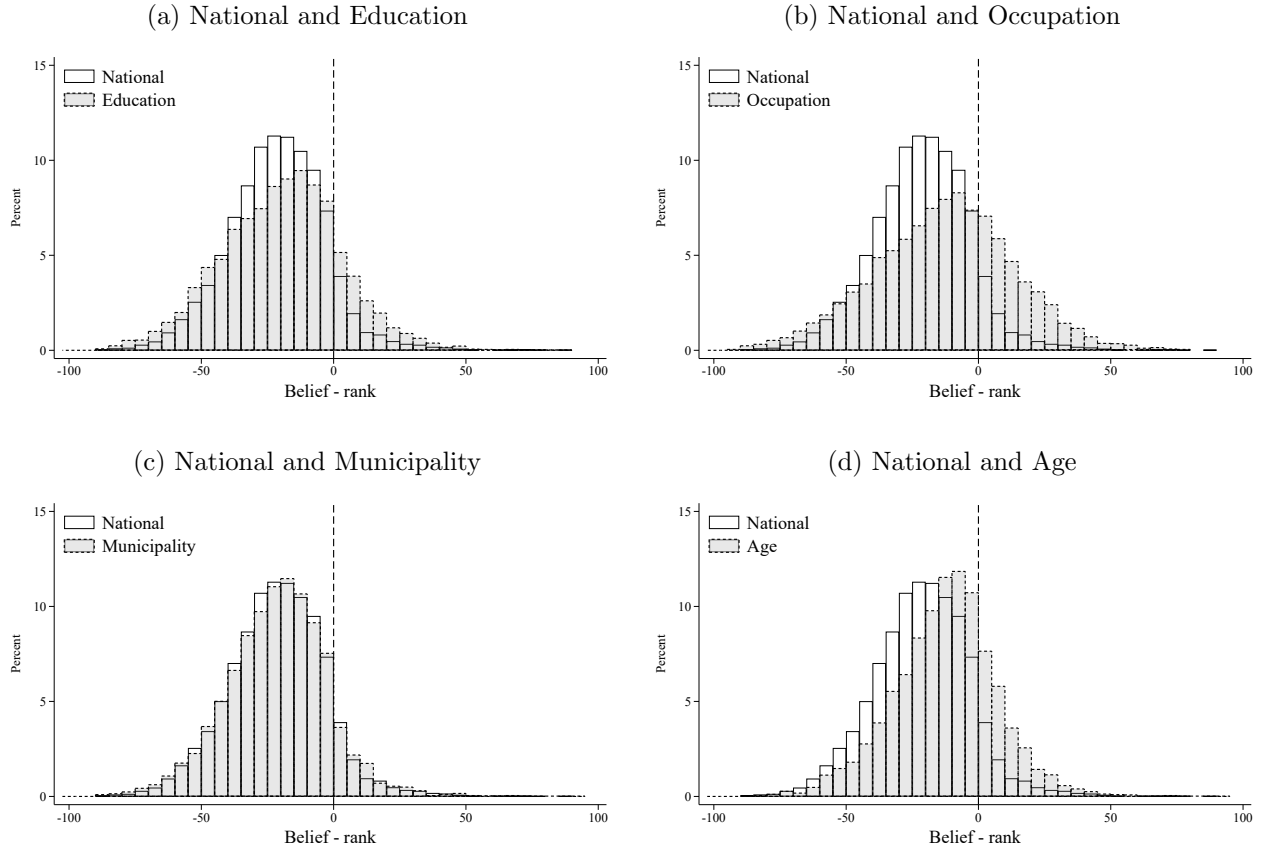 (a) National and Education
(b) National and Occupation
15
National
Education
10
Percent
5
0
-100
-50
0
50
100
Belief - rank
15
National
Occupation
10
Percent
5
0
-100
-50
0
50
100
Belief - rank
(c) National and Municipality
(d) National and Age
15
National
Municipality
10
Percent
5
0
-100
-50
0
50
100
Belief - rank
15
National
Age
10
Percent
5
0
-100
-50
0
50
100
Belief - rank